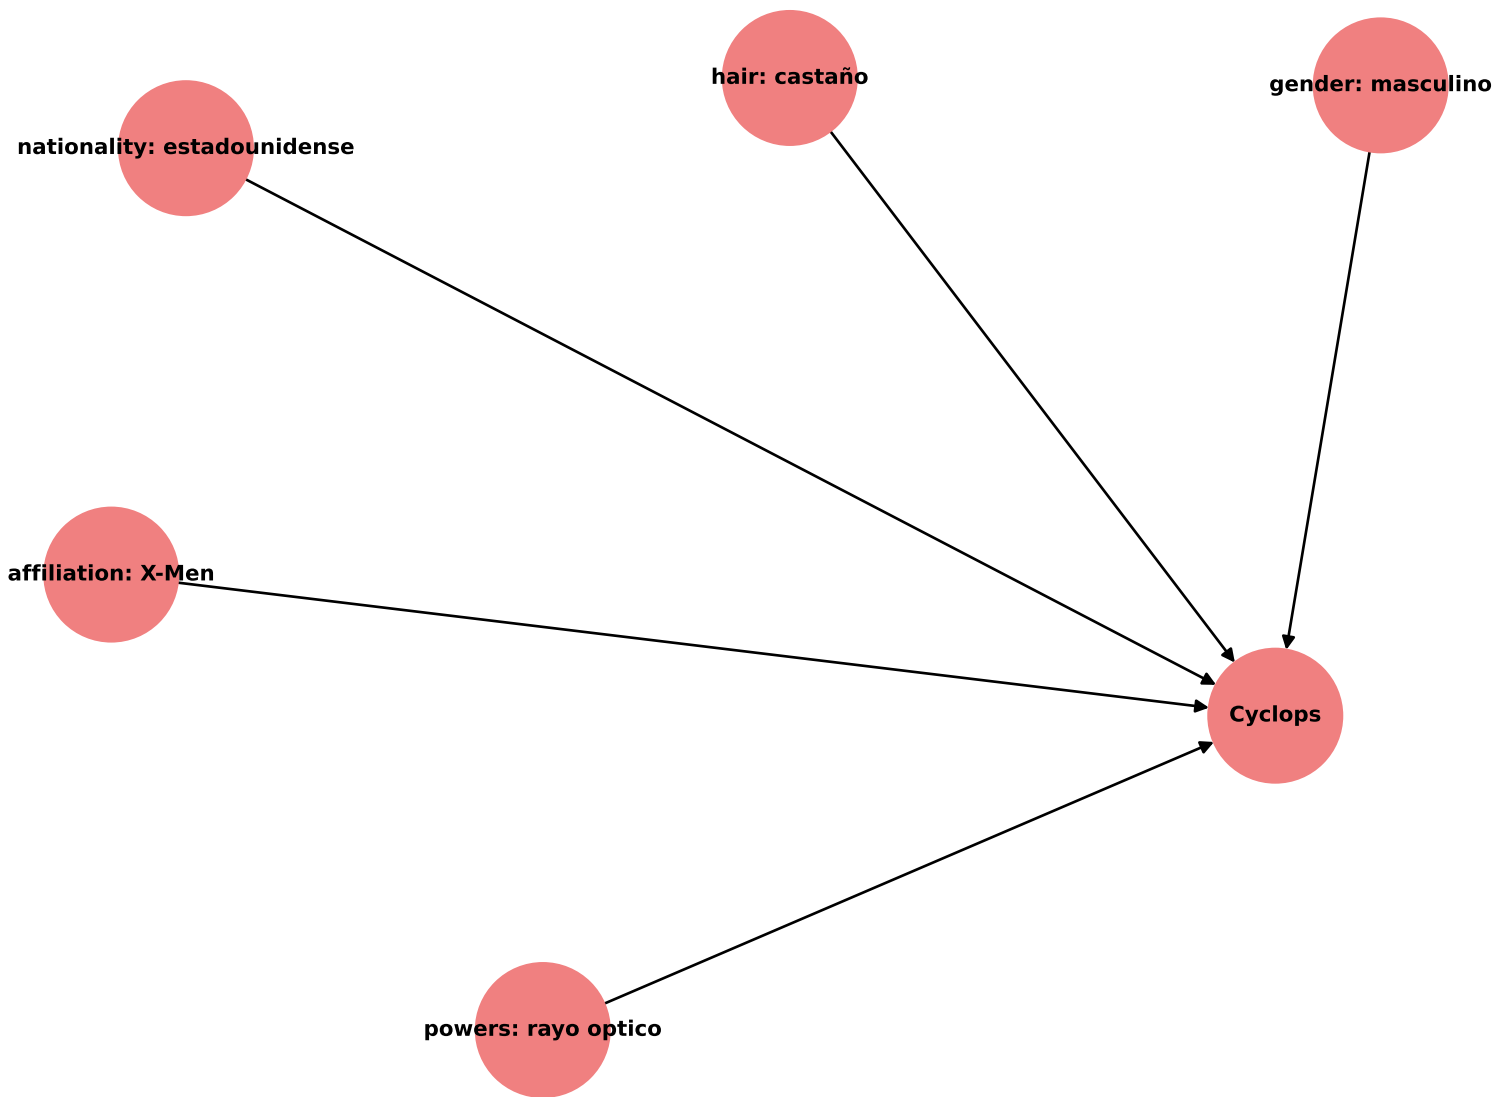 hair: castaño
gender: masculino
nationality: estadounidense
affiliation: X-Men
Cyclops
powers: rayo optico